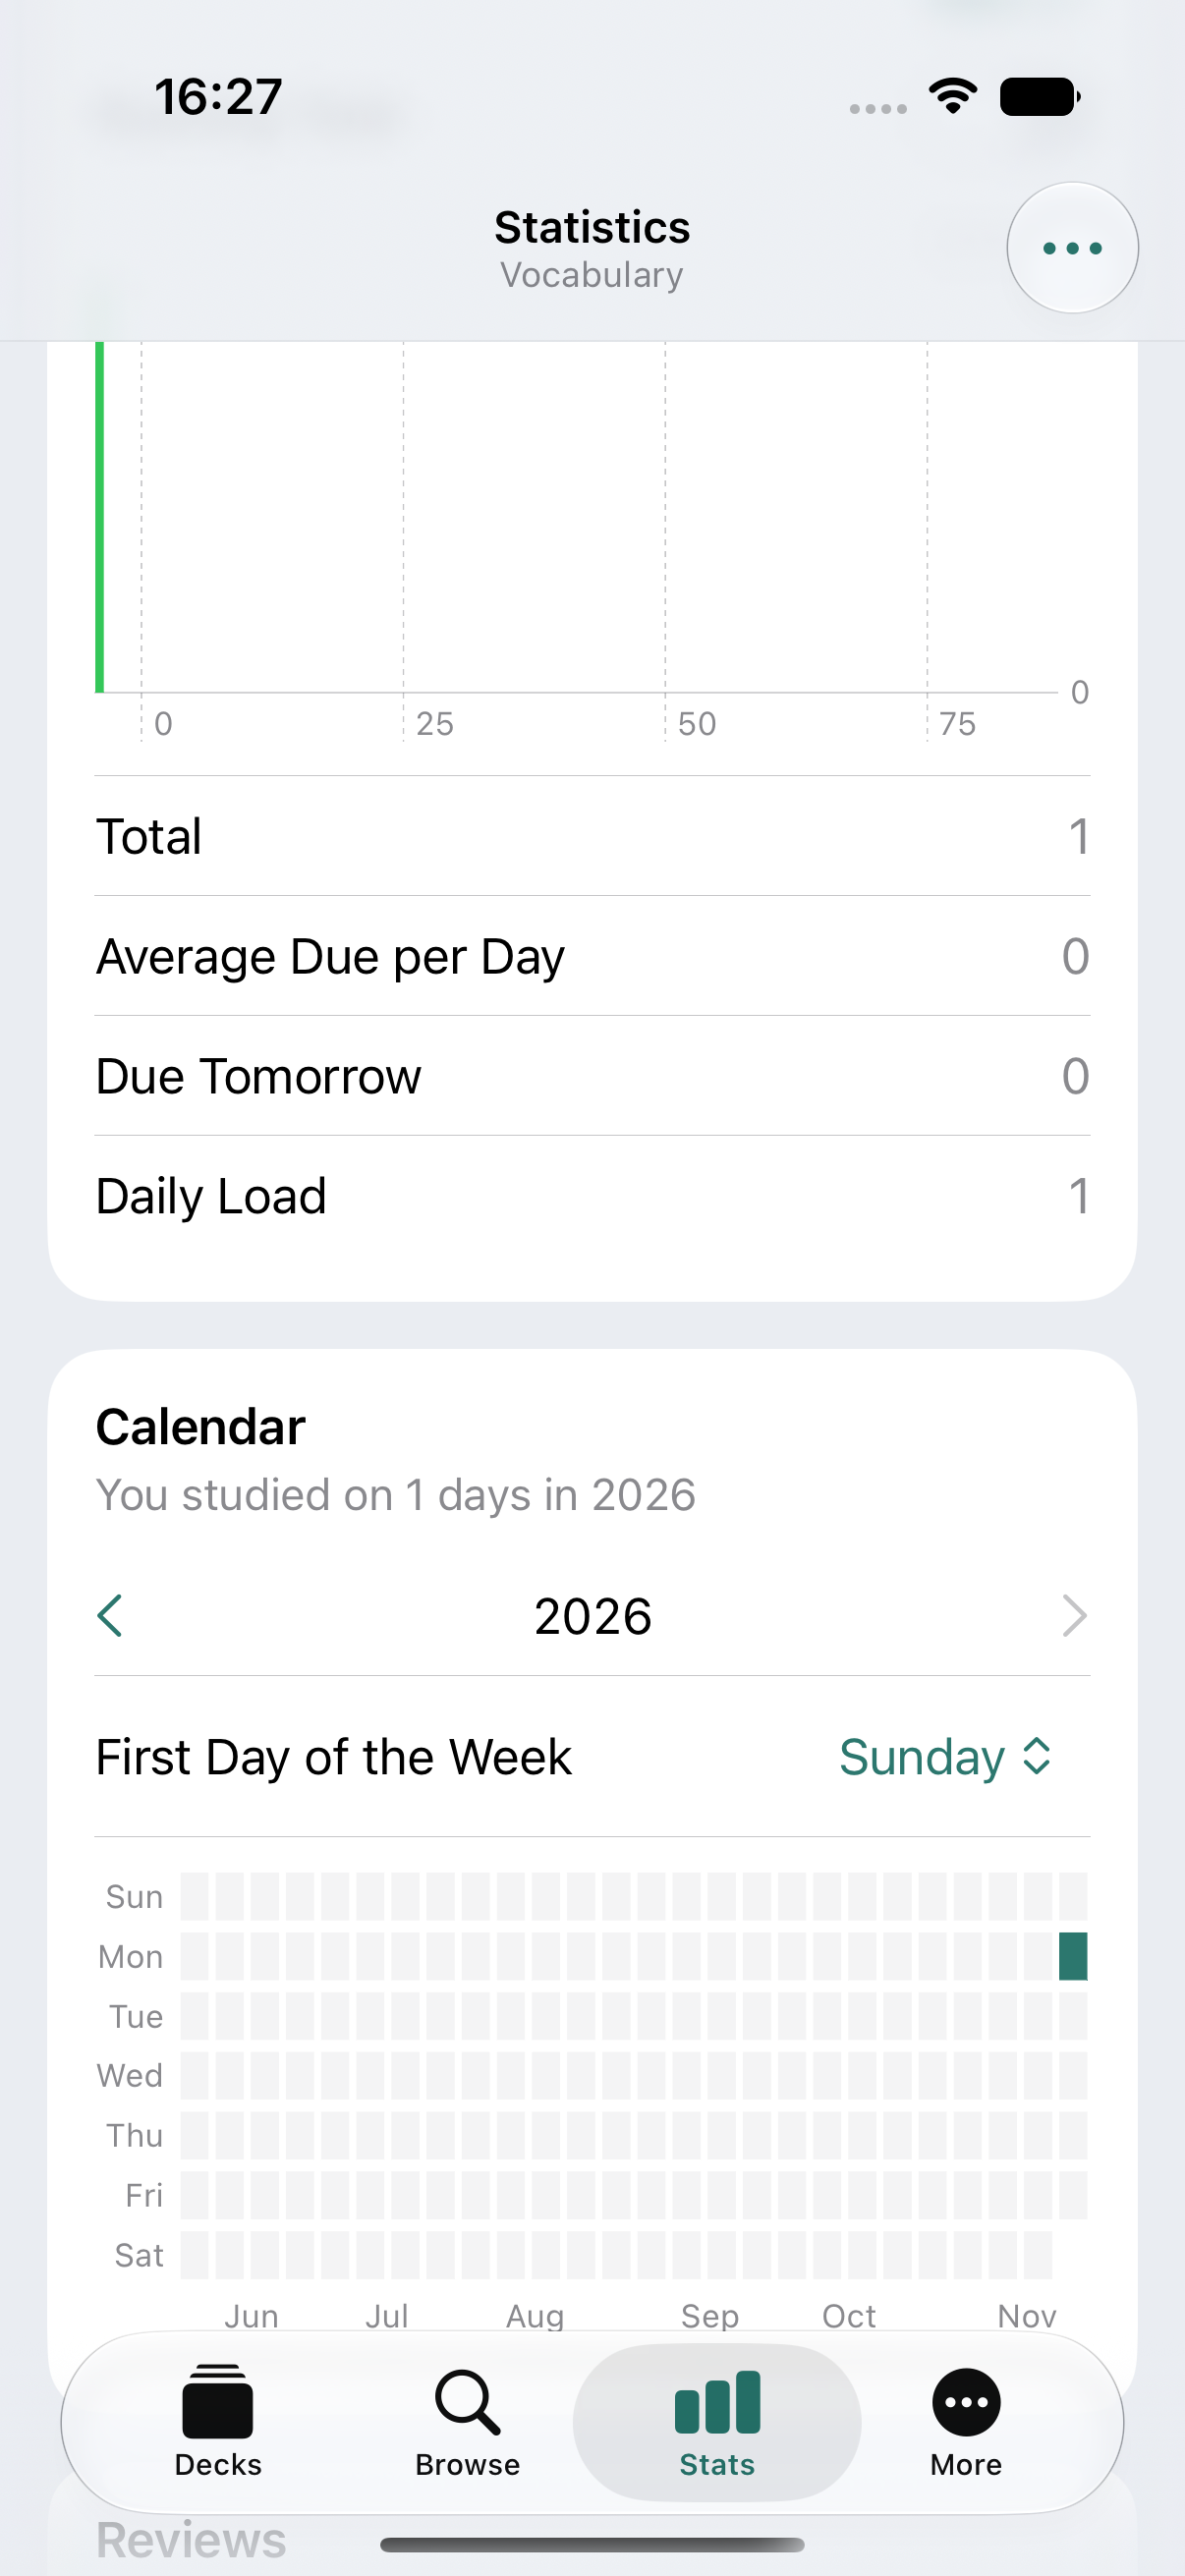 16:27
Statistics
Vocabulary
0
0 25 50 75
Total 1
Average Due per Day 0
Due Tomorrow 0
Daily Load 1
Calendar
You studied on 1 days in 2026
2026
First Day of the Week Sunday
Sun
Mon
Tue
Wed
Thu
Fri
Sat
Jun Jul Aug Sep Oct Nov
Decks Browse Stats More
Reviews